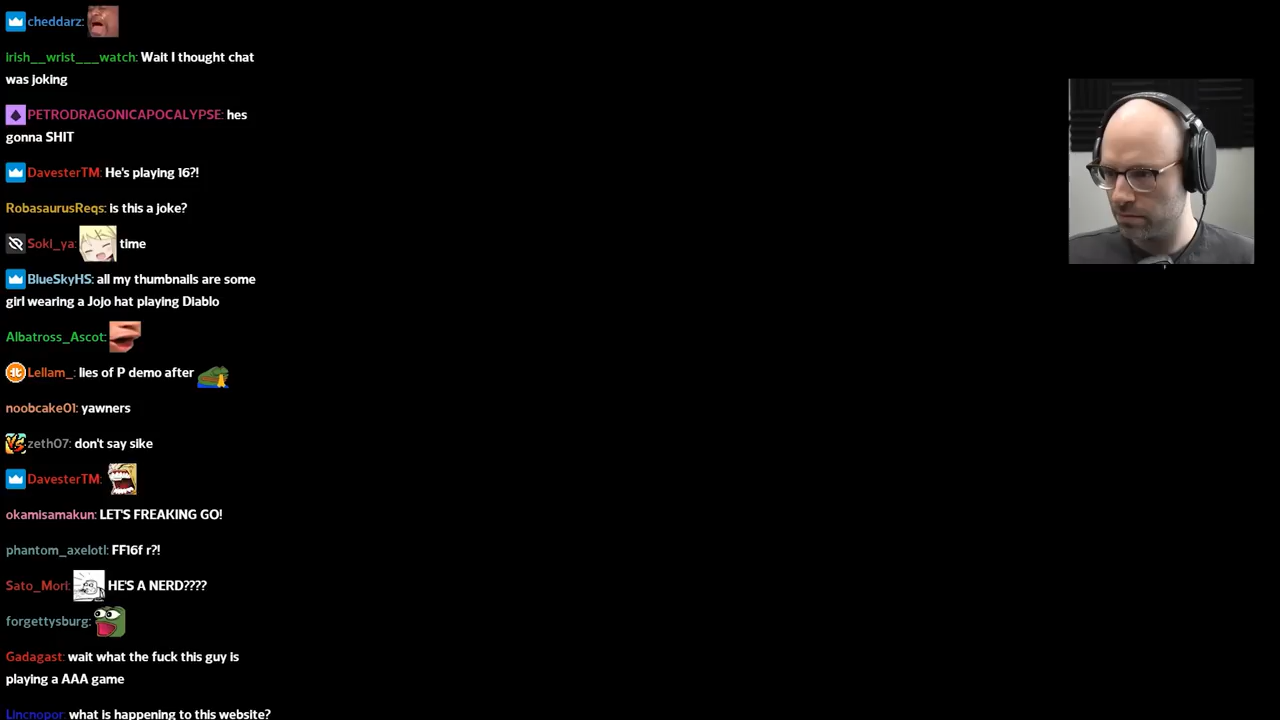 cheddarz:
irish__wrist___watch: Wait I thought chat
was joking
PETRODRAGONICAPOCALYPSE: hes
gonna SHIT
DavesterTM: He's playing 16?!
RobasaurusReqs: is this a joke?
Soki_ya: time
BlueSkyHS: all my thumbnails are some
girl wearing a Jojo hat playing Diablo
Albatross_Ascot:
Lellam_: lies of P demo after
noobcake01: yawners
zeth07: don't say sike
DavesterTM:
okamisamakun: LET'S FREAKING GO!
phantom_axelotl: FF16f r?!
Sato_Mori: HE'S A NERD????
forgettysburg:
Gadagast: wait what the fuck this guy is
playing a AAA game
Lincnopor: what is happening to this website?